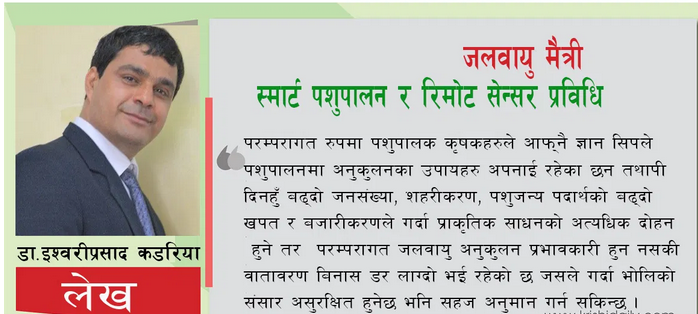 जलवायु मैत्री
स्मार्ट पशुपालन र रिमोट सेन्सर प्रविधि
परम्परागत रुपमा पशुपालक कृषकहरुले आफ्नै ज्ञान सिपले
पशुपालनमा अनुकुलनका उपायहरु अपनाई रहेका छन तथापी
दिनहुँ बढ्दो जनसंख्या, शहरीकरण, पशुजन्य पदार्थको बढ्दो
खपत र बजारीकरणले गर्दा प्राकृतिक साधनको अत्यधिक दोहन
हुने तर परम्परागत जलवायु अनुकुलन प्रभावकारी हुन नसकी
वातावरण बिनास डर लाग्दो भई रहेको छ जसले गर्दा भोलिको
संसार असुरक्षित हुनेछ भनि सहज अनुमान गर्न सकिन्छ ।
डा.इश्वरीप्रसाद कडरिया
लेख